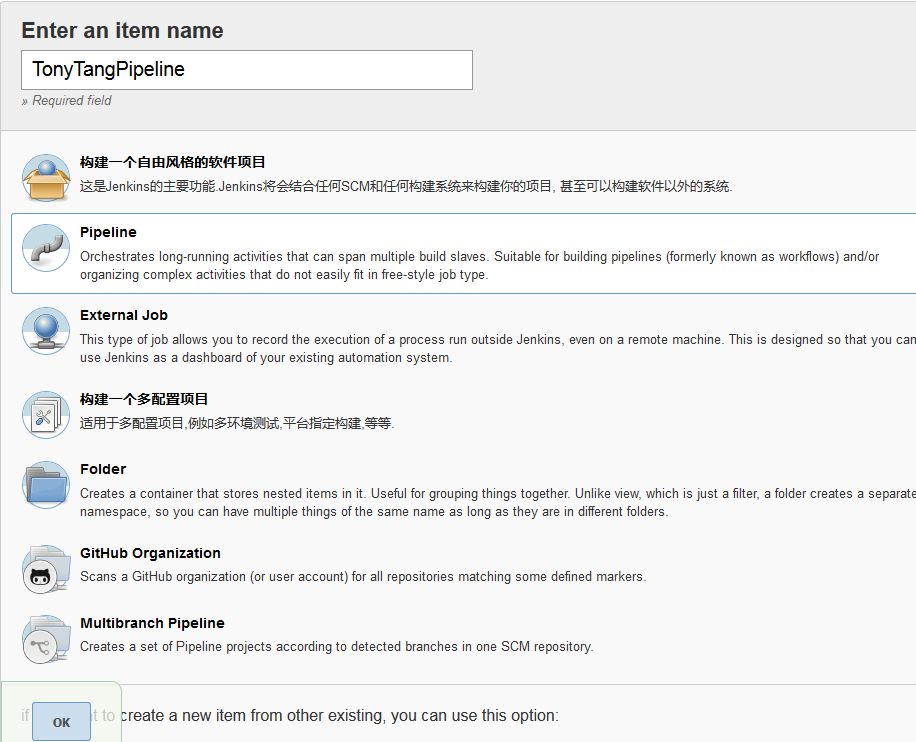 Enter an item name
TonyTangPipeline
» Required field
构建一个自由风格的软件项目
这是Jenkins的主要功能.Jenkins将会结合任何SCM和任何构建系统来构建你的项目, 甚至可以构建软件以外的系统.
Pipeline
Orchestrates long-running activities that can span multiple build slaves. Suitable for building pipelines (formerly known as workflows) and/or
organizing complex activities that do not easily fit in free-style job type.
External Job
This type of job allows you to record the execution of a process run outside Jenkins, even on a remote machine. This is designed so that you can
use Jenkins as a dashboard of your existing automation system.
构建一个多配置项目
适用于多配置项目,例如多环境测试,平台指定构建,等等.
Folder
Creates a container that stores nested items in it. Useful for grouping things together. Unlike view, which is just a filter, a folder creates a separate
namespace, so you can have multiple things of the same name as long as they are in different folders.
GitHub Organization
Scans a GitHub organization (or user account) for all repositories matching some defined markers.
Multibranch Pipeline
Creates a set of Pipeline projects according to detected branches in one SCM repository.
if create a new item from other existing, you can use this option:
OK